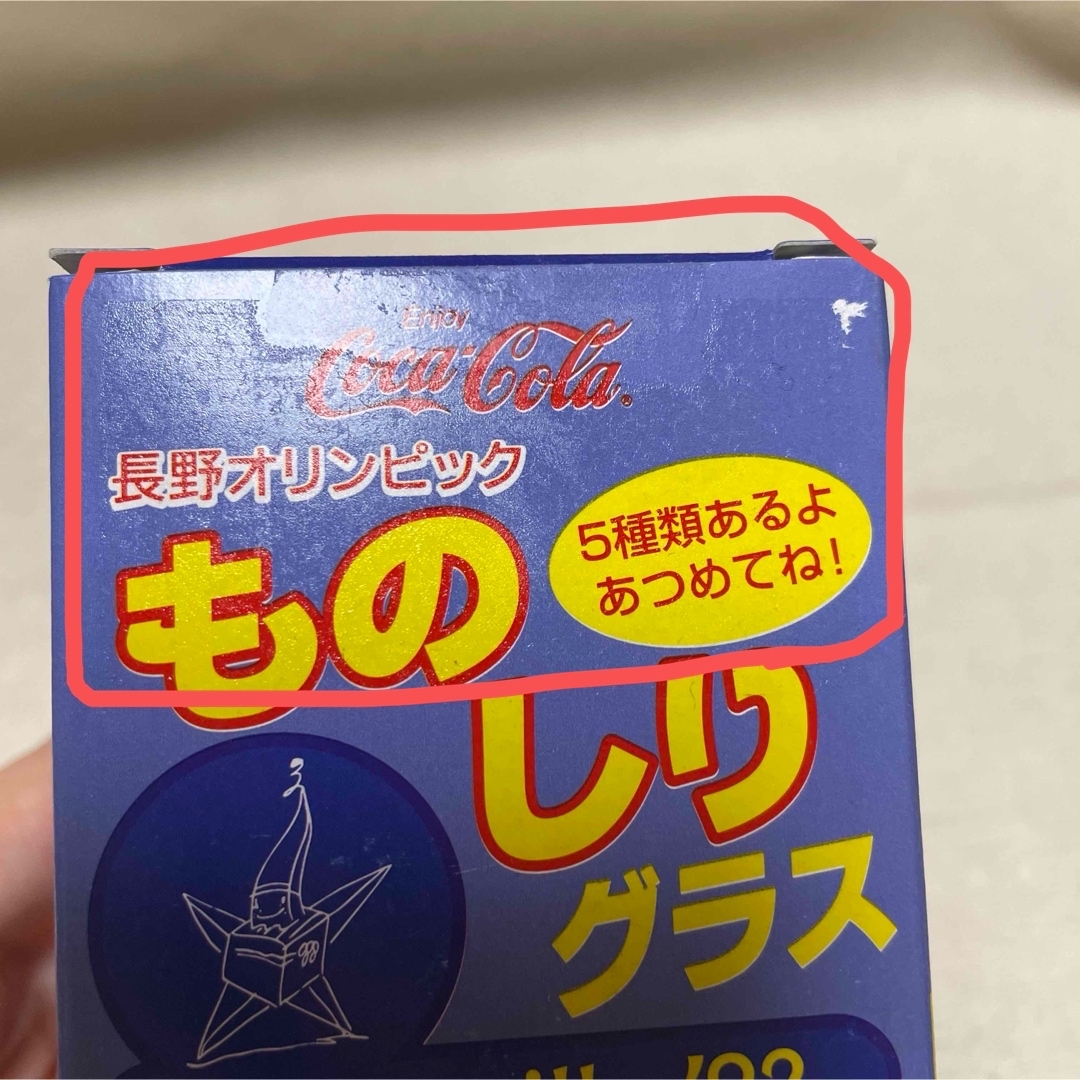 Enjoy
Coca-Cola
長野オリンピック
5種類あるよ
あつめてね!
もの
しり
グラス
98